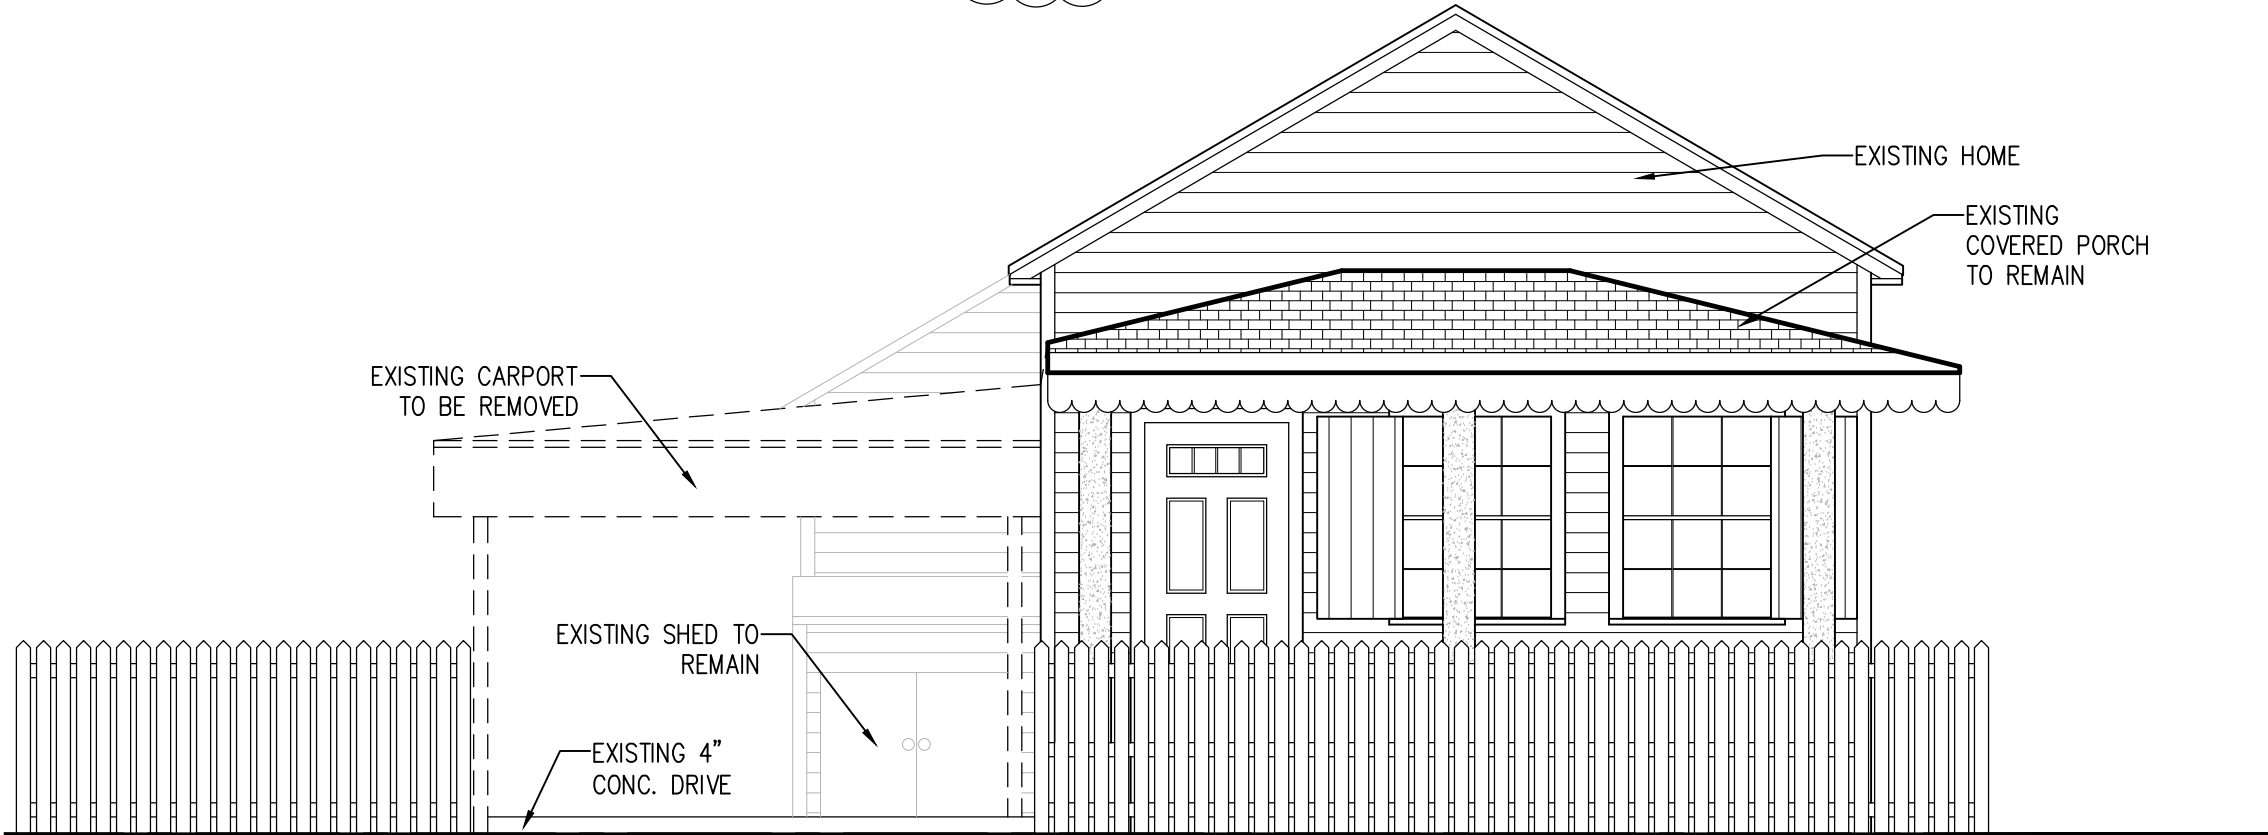 EXISTING HOME
EXISTING
COVERED PORCH
TO REMAIN
EXISTING CARPORT
TO BE REMOVED
EXISTING SHED TO
REMAIN
EXISTING 4"
CONC. DRIVE